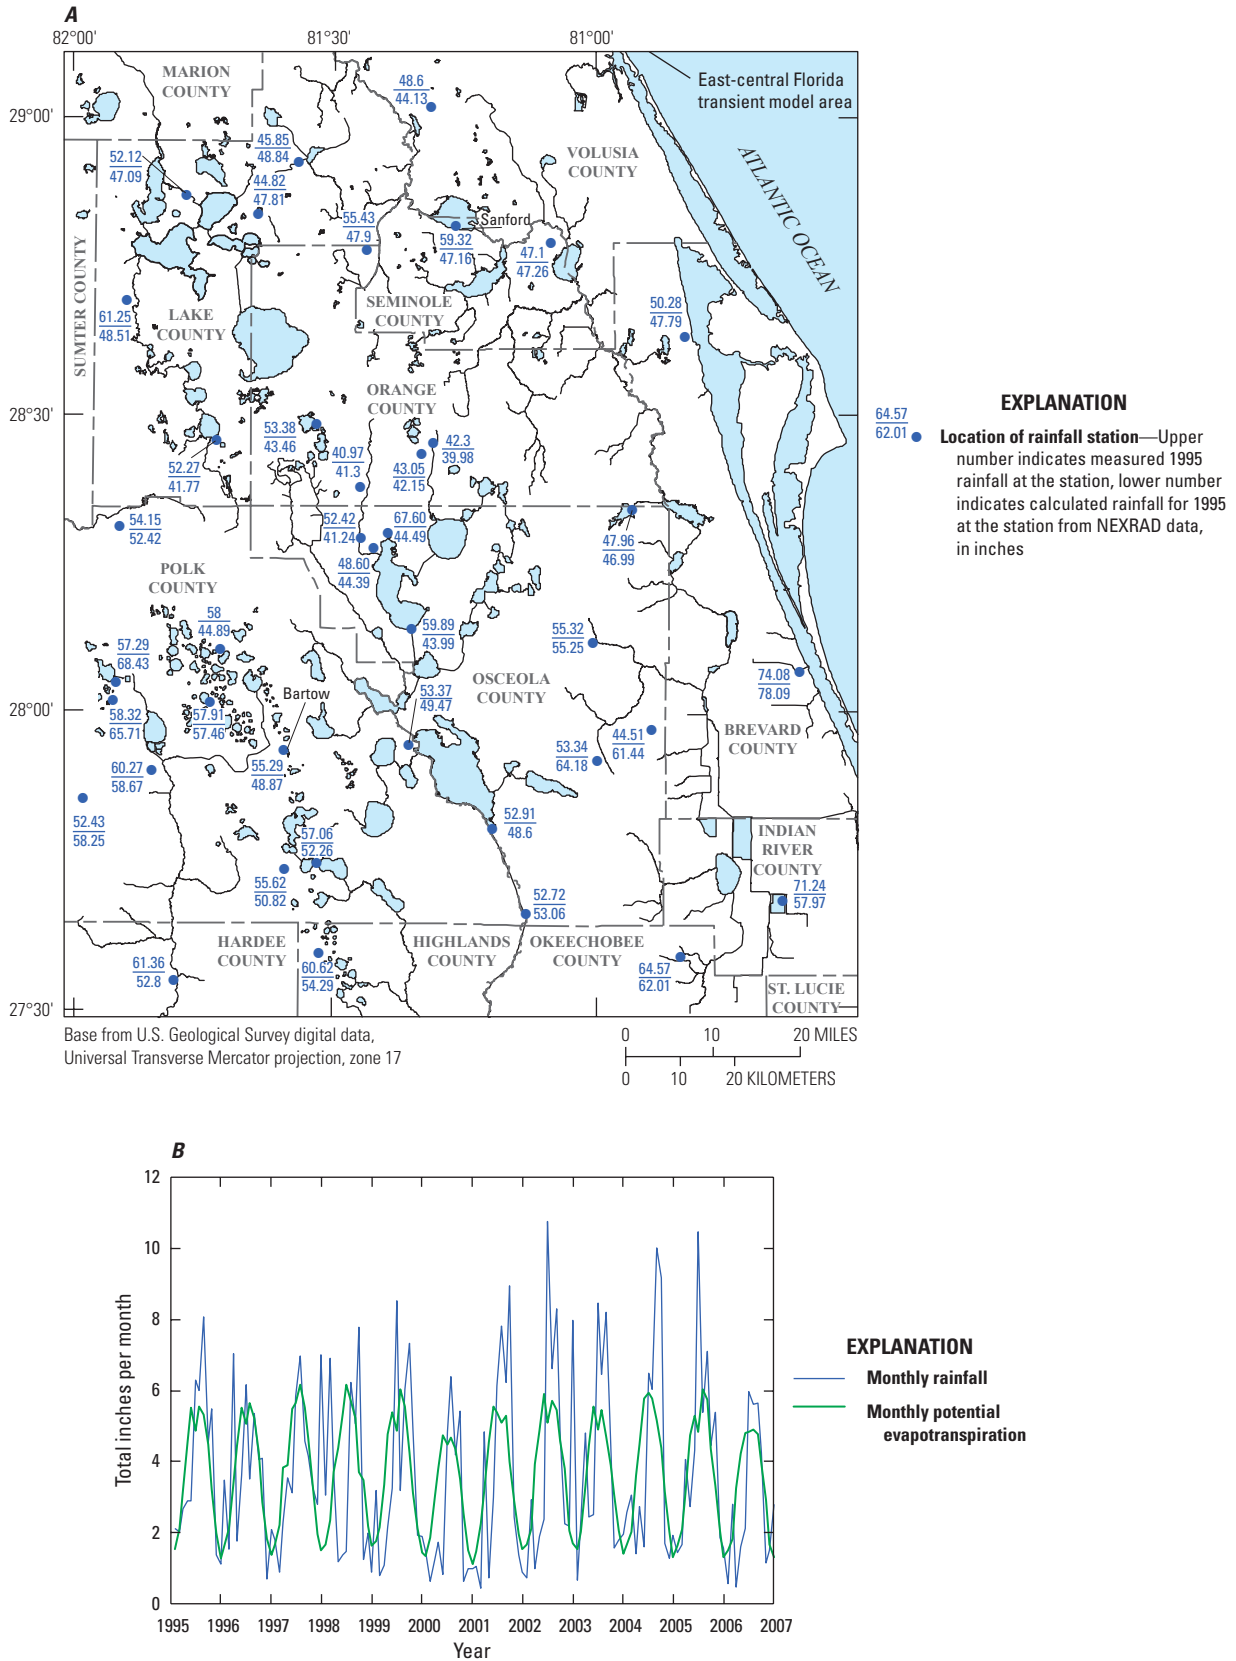 A
82°00'
81°30'
81°00'
29°00'
28°30'
28°00'
27°30'
East-central Florida
transient model area
MARION
COUNTY
48.6
44.13
45.85
48.84
52.12
47.09
44.82
47.81
VOLUSIA
COUNTY
ATLANTIC OCEAN
55.43
47.9
Sanford
59.32
47.16
47.1
47.26
SUMTER COUNTY
61.25
48.51
LAKE
COUNTY
SEMINOLE
COUNTY
50.28
47.79
ORANGE
COUNTY
53.38
43.46
42.3
39.98
40.97
41.3
43.05
42.15
52.27
41.77
54.15
52.42
52.42
41.24
67.60
44.49
47.96
46.99
48.60
44.39
POLK
COUNTY
58
44.89
59.89
43.99
55.32
55.25
57.29
68.43
OSCEOLA
COUNTY
74.08
78.09
Bartow
53.37
49.47
58.32
65.71
57.91
57.46
BREVARD
COUNTY
44.51
61.44
53.34
64.18
60.27
58.67
55.29
48.87
52.43
58.25
52.91
48.6
57.06
52.26
INDIAN
RIVER
COUNTY
55.62
50.82
71.24
57.97
52.72
53.06
HARDEE
COUNTY
HIGHLANDS
COUNTY
OKEECHOBEE
COUNTY
61.36
52.8
60.62
54.29
64.57
62.01
ST. LUCIE
COUNTY
Base from U.S. Geological Survey digital data,
Universal Transverse Mercator projection, zone 17
0 10 20 MILES
0 10 20 KILOMETERS
EXPLANATION
64.57
62.01
Location of rainfall station—Upper
number indicates measured 1995
rainfall at the station, lower number
indicates calculated rainfall for 1995
at the station from NEXRAD data,
in inches
B
12
10
8
6
4
2
0
Total inches per month
1995 1996 1997 1998 1999 2000 2001 2002 2003 2004 2005 2006 2007
Year
EXPLANATION
Monthly rainfall
Monthly potential
evapotranspiration